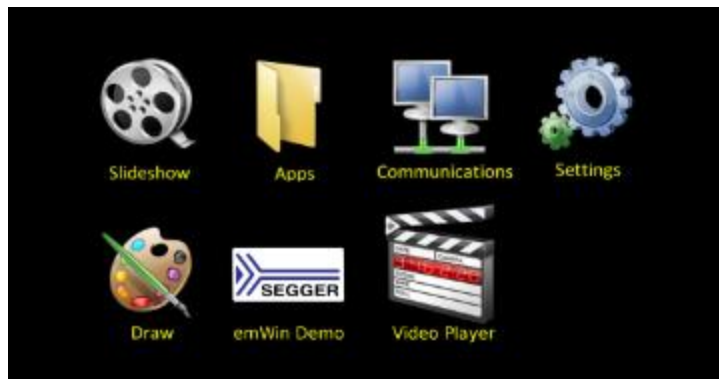 Slideshow
Apps
Communications
Settings
SEGGER
Draw
emWin Demo
Video Player